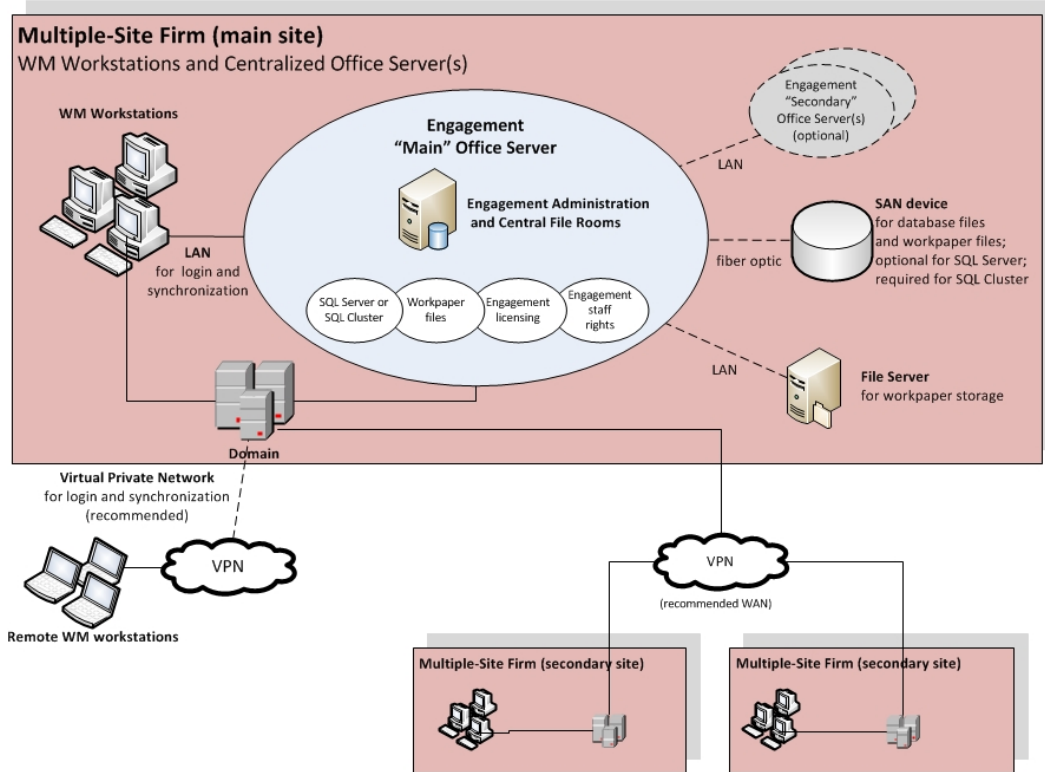 Multiple-Site Firm (main site)
WM Workstations and Centralized Office Server(s)
WM Workstations
Engagement
"Main" Office Server
Engagement Administration
and Central File Rooms
SQL Server or
SQL Cluster
Workpaper
files
Engagement
licensing
Engagement
staff
rights
LAN
for login and
synchronization
Engagement
"Secondary"
Office Server(s)
(optional)
LAN
SAN device
for database files
and workpaper files;
optional for SQL Server;
required for SQL Cluster
fiber optic
LAN
File Server
for workpaper storage
Domain
Virtual Private Network
for login and synchronization
(recommended)
VPN
Remote WM workstations
VPN
(recommended WAN)
Multiple-Site Firm (secondary site)
Multiple-Site Firm (secondary site)